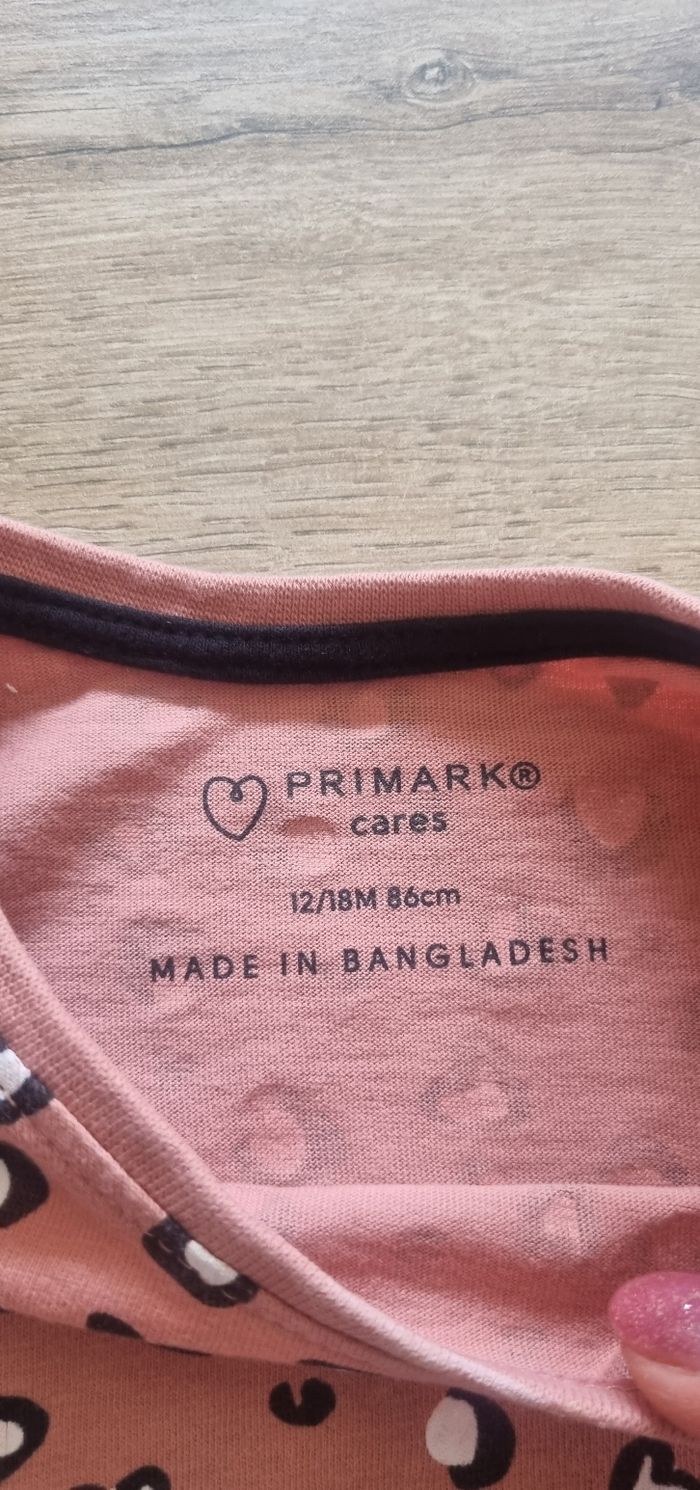 PRIMARK®
cares
12/18M 86cm
MADE IN BANGLADESH